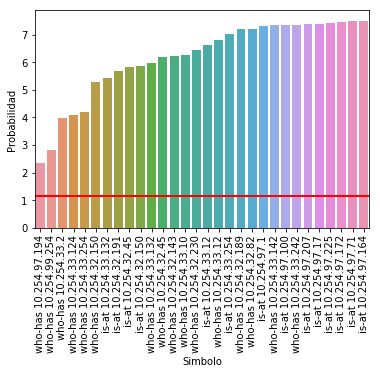 Probabilidad
7
6
5
4
3
2
1
0
who-has 10.254.97.194
who-has 10.254.99.254
who-has 10.254.33.2
who-has 10.254.33.124
who-has 10.254.33.254
who-has 10.254.32.150
is-at 10.254.33.132
is-at 10.254.32.191
is-at 10.254.32.45
is-at 10.254.32.150
who-has 10.254.33.132
who-has 10.254.32.45
who-has 10.254.32.143
who-has 10.254.33.10
who-has 10.254.32.230
is-at 10.254.33.12
who-has 10.254.33.12
is-at 10.254.33.254
who-has 10.254.32.189
who-has 10.254.32.82
is-at 10.254.97.1
who-has 10.254.33.142
is-at 10.254.97.100
who-has 10.254.33.242
is-at 10.254.97.207
is-at 10.254.97.17
is-at 10.254.97.225
is-at 10.254.97.172
is-at 10.254.97.71
is-at 10.254.97.164
Simbolo